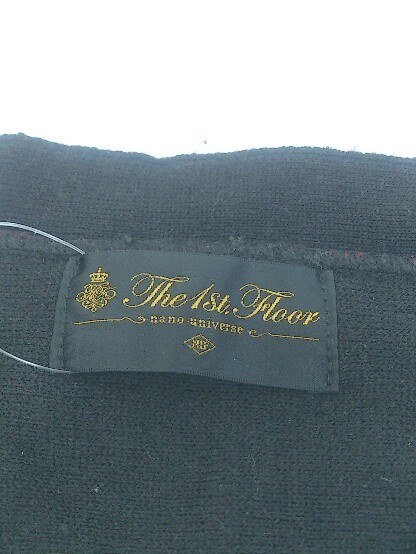 The 1st. Floor
nano·universe